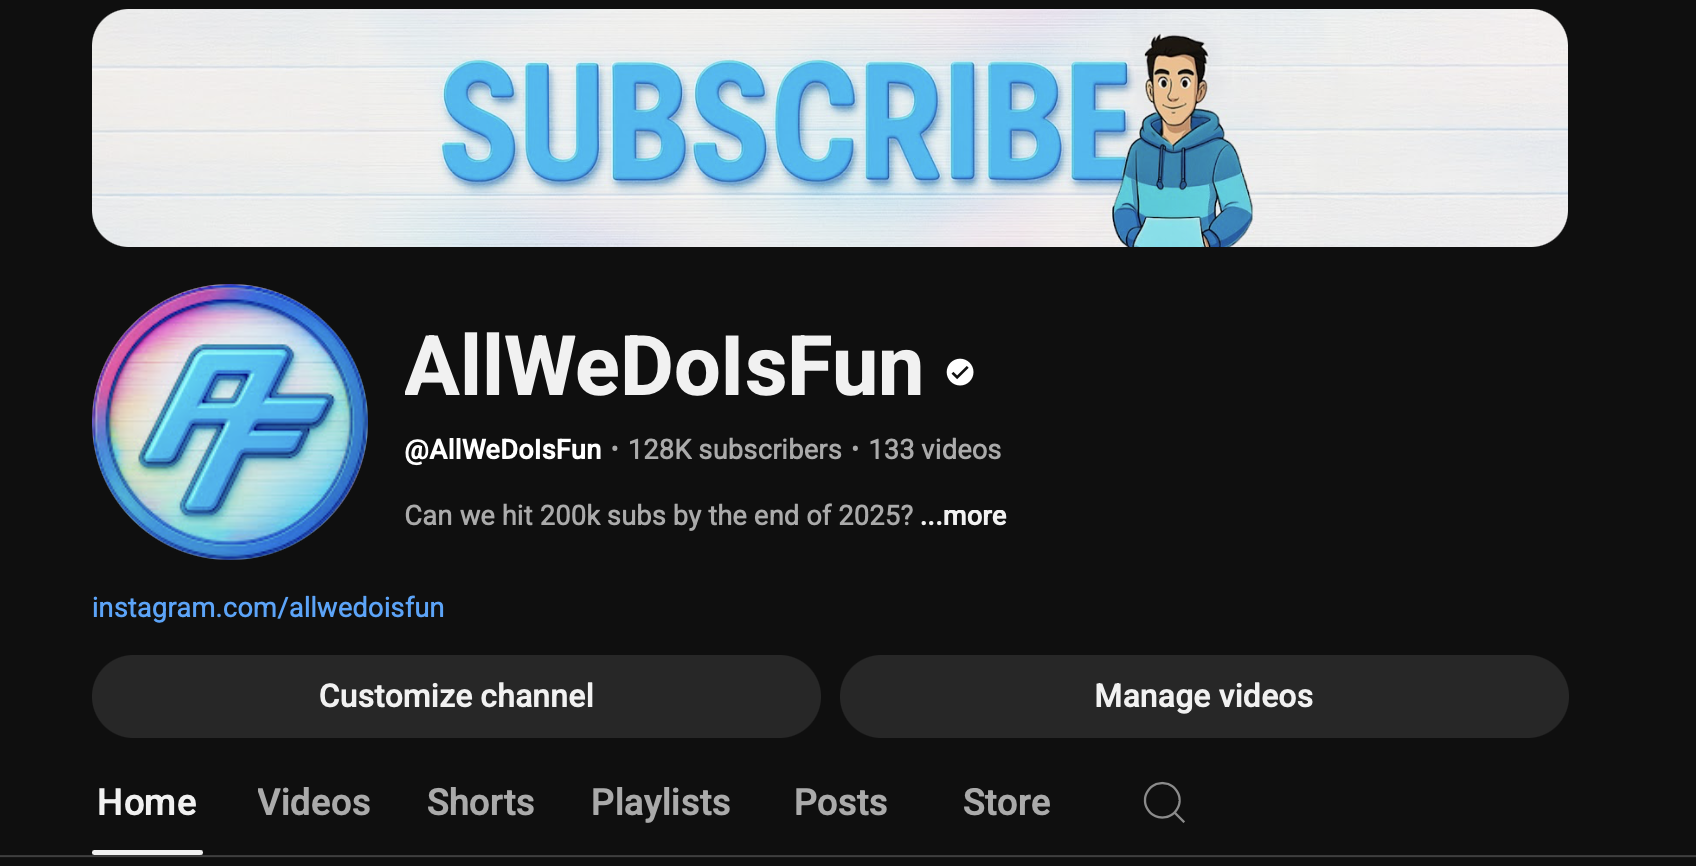 SUBSCRIBE
AF
AllWeDoIsFun
@AllWeDoIsFun • 128K subscribers • 133 videos
Can we hit 200k subs by the end of 2025? ...more
instagram.com/allwedoisfun
Customize channel Manage videos
Home Videos Shorts Playlists Posts Store